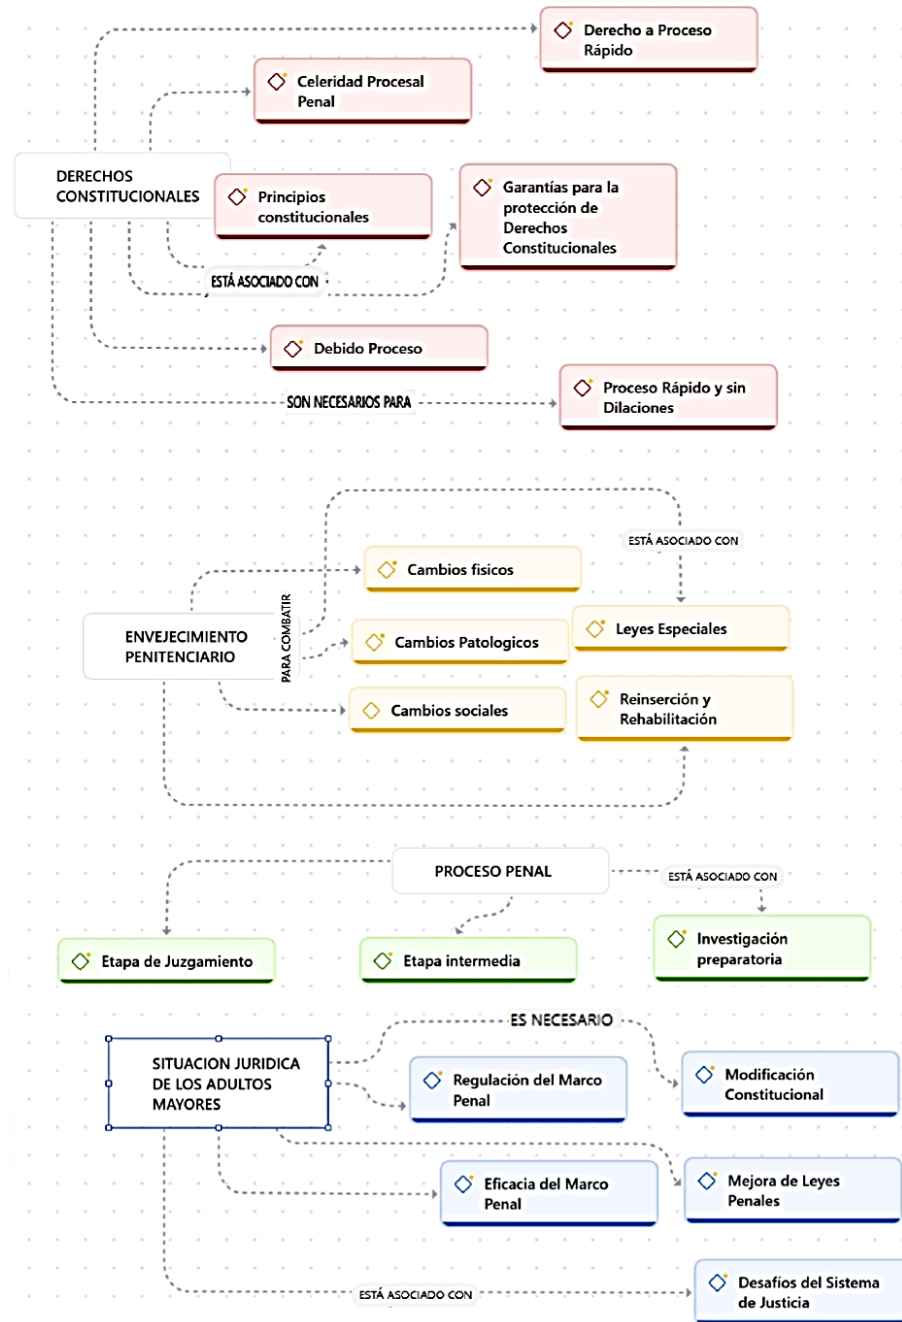 Derecho a Proceso
Rápido
Celeridad Procesal
Penal
DERECHOS
CONSTITUCIONALES
Principios
constitucionales
Garantías para la
protección de
Derechos
Constitucionales
ESTÁ ASOCIADO CON
Debido Proceso
SON NECESARIOS PARA
Proceso Rápido y sin
Dilaciones
ESTÁ ASOCIADO CON
Cambios fisicos
PARA COMBATIR
ENVEJECIMIENTO
PENITENCIARIO
Cambios Patologicos
Leyes Especiales
Cambios sociales
Reinserción y
Rehabilitación
PROCESO PENAL
ESTÁ ASOCIADO CON
Etapa de Juzgamiento
Etapa intermedia
Investigación
preparatoria
ES NECESARIO
SITUACION JURIDICA
DE LOS ADULTOS
MAYORES
Regulación del Marco
Penal
Modificación
Constitucional
Eficacia del Marco
Penal
Mejora de Leyes
Penales
ESTÁ ASOCIADO CON
Desafíos del Sistema
de Justicia